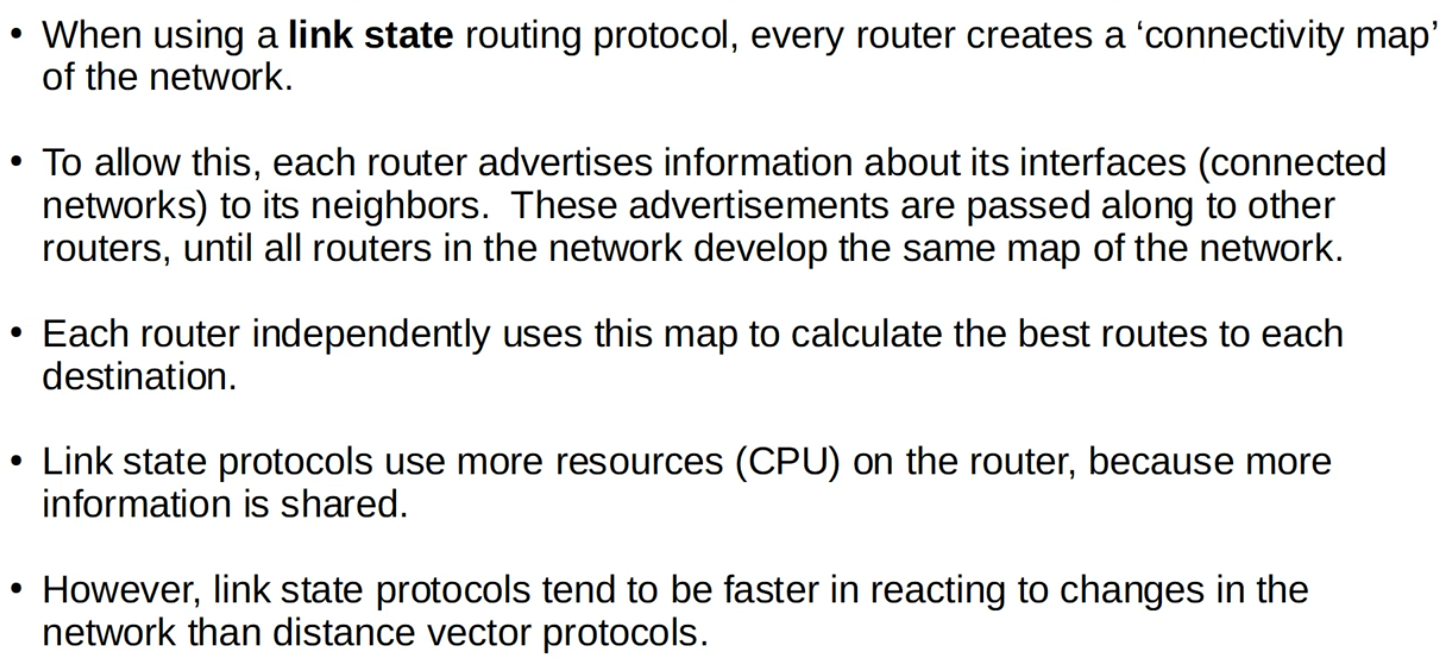 • When using a link state routing protocol, every router creates a ‘connectivity map’
of the network.
• To allow this, each router advertises information about its interfaces (connected
networks) to its neighbors.  These advertisements are passed along to other
routers, until all routers in the network develop the same map of the network.
• Each router independently uses this map to calculate the best routes to each
destination.
• Link state protocols use more resources (CPU) on the router, because more
information is shared.
• However, link state protocols tend to be faster in reacting to changes in the
network than distance vector protocols.